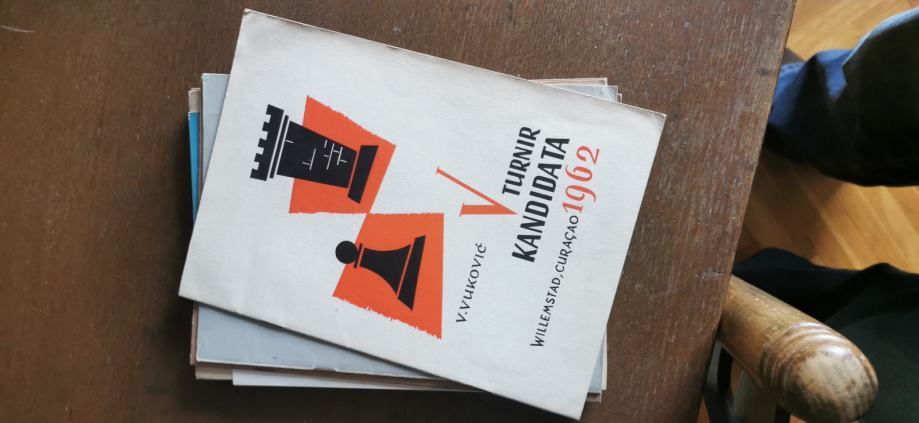 V. VUKOVIĆ
V TURNIR
KANDIDATA
WILLEMSTAD, CURAÇAO 1962